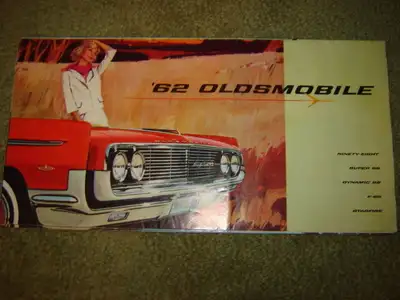 '62 OLDSMOBILE
NINETY-EIGHT
SUPER 88
DYNAMIC 88
F-85
STARFIRE